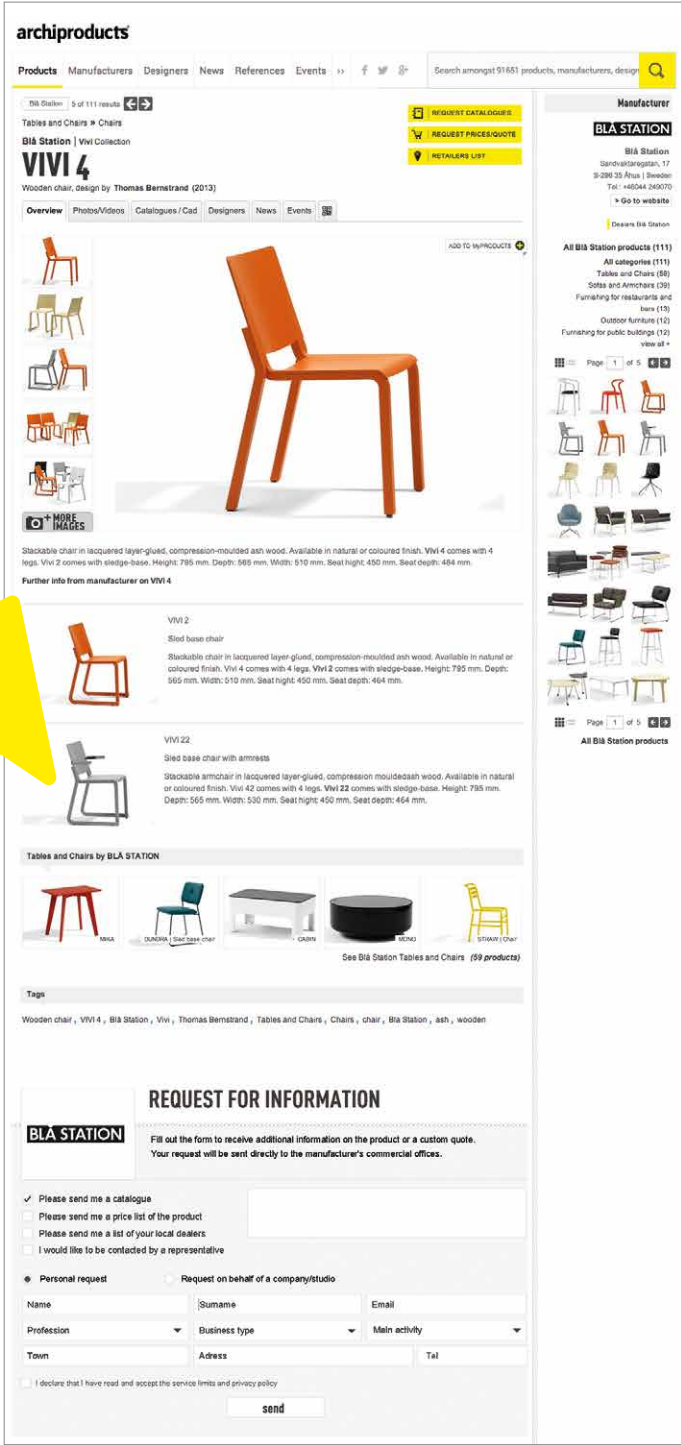 archiproducts
Products Manufacturers Designers News References Events ›› f 8+ Search amongst 91651 products, manufacturers, design
Blå Station 5 of 111 results
Tables and Chairs » Chairs
Blå Station | Vivi Collection
VIVI 4
Wooden chair, design by Thomas Bernstrand (2013)
REQUEST CATALOGUES
REQUEST PRICES/QUOTE
RETAILERS LIST
Overview Photos/Videos Catalogues / Cad Designers News Events
ADD TO MyPRODUCTS
+ MORE
IMAGES
Stackable chair in lacquered layer-glued, compression-moulded ash wood. Available in natural or coloured finish. Vivi 4 comes with 4
legs. Vivi 2 comes with sledge-base. Height: 795 mm. Depth: 565 mm. Width: 510 mm. Seat hight: 450 mm. Seat depth: 464 mm.
Further info from manufacturer on VIVI 4
VIVI 2
Sled base chair
Stackable chair in lacquered layer-glued, compression-moulded ash wood. Available in natural or
coloured finish. Vivi 4 comes with 4 legs. Vivi 2 comes with sledge-base. Height: 795 mm. Depth:
565 mm. Width: 510 mm. Seat hight: 450 mm. Seat depth: 464 mm.
VIVI 22
Sled base chair with armrests
Stackable armchair in lacquered layer-glued, compression mouldedash wood. Available in natural
or coloured finish. Vivi 42 comes with 4 legs. Vivi 22 comes with sledge-base. Height: 795 mm.
Depth: 565 mm. Width: 530 mm. Seat hight: 450 mm. Seat depth: 464 mm.
Tables and Chairs by BLÅ STATION
MIKA DUNDRA | Sled base chair CABIN MONO STRAW | Chair
See Blå Station Tables and Chairs (59 products)
Tags
Wooden chair , VIVI 4 , Blå Station , Vivi , Thomas Bernstrand , Tables and Chairs , Chairs , chair , Bla Station , ash , wooden
REQUEST FOR INFORMATION
BLÅ STATION
Fill out the form to receive additional information on the product or a custom quote.
Your request will be sent directly to the manufacturer's commercial offices.
✓ Please send me a catalogue
Please send me a price list of the product
Please send me a list of your local dealers
I would like to be contacted by a representative
Personal request Request on behalf of a company/studio
Name Surname Email
Profession Business type Main activity
Town Adress Tel
I declare that I have read and accept the service limits and privacy policy
send
Manufacturer
BLÅ STATION
Blå Station
Sandvaktaregatan, 17
S-296 35 Åhus | Sweden
Tel.: +46044 249070
> Go to website
Dealers Blå Station
All Blå Station products (111)
All categories (111)
Tables and Chairs (59)
Sofas and Armchairs (39)
Furnishing for restaurants and
bars (13)
Outdoor furniture (12)
Furnishing for public buildings (12)
view all +
Page 1 of 5
Page 1 of 5
All Blå Station products